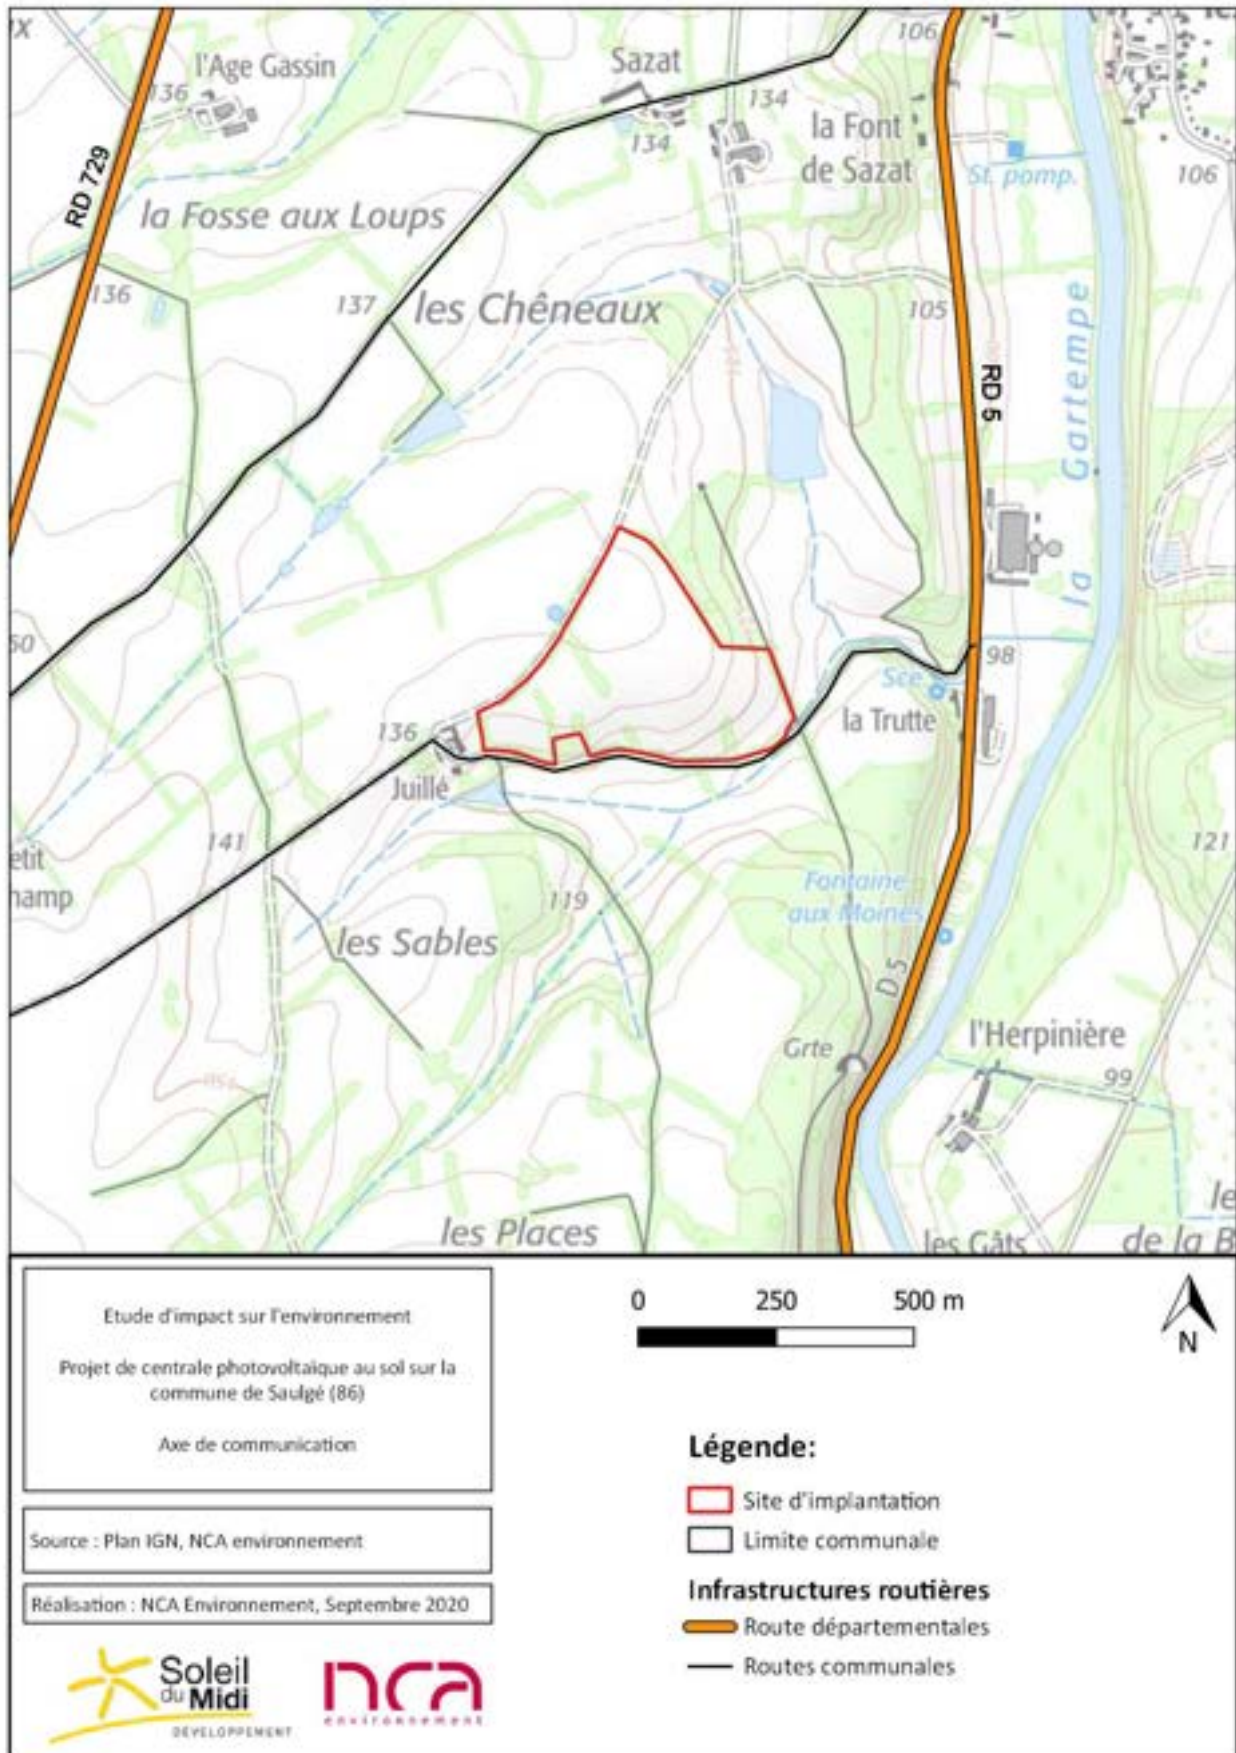 l'Age Gassin
Sazat
106
136
134
134
la Font
de Sazat
St. pomp.
106
RD 729
la Fosse aux Loups
136
137
les Chêneaux
105
la Gartempe
RD 5
50
98
Sce
la Trutte
136
Juillé
141
etit
hamp
119
Fontaine
aux Moines
121
les Sables
D 5
Grte
l'Herpinière
99
les Places
les Gâts
le
de la B
Etude d'impact sur l'environnement
Projet de centrale photovoltaïque au sol sur la
commune de Saulgé (86)
Axe de communication
Source : Plan IGN, NCA environnement
Réalisation : NCA Environnement, Septembre 2020
Soleil
du Midi
DEVELOPPEMENT
nca
environnement
0 250 500 m
N
Légende:
Site d'implantation
Limite communale
Infrastructures routières
Route départementales
Routes communales